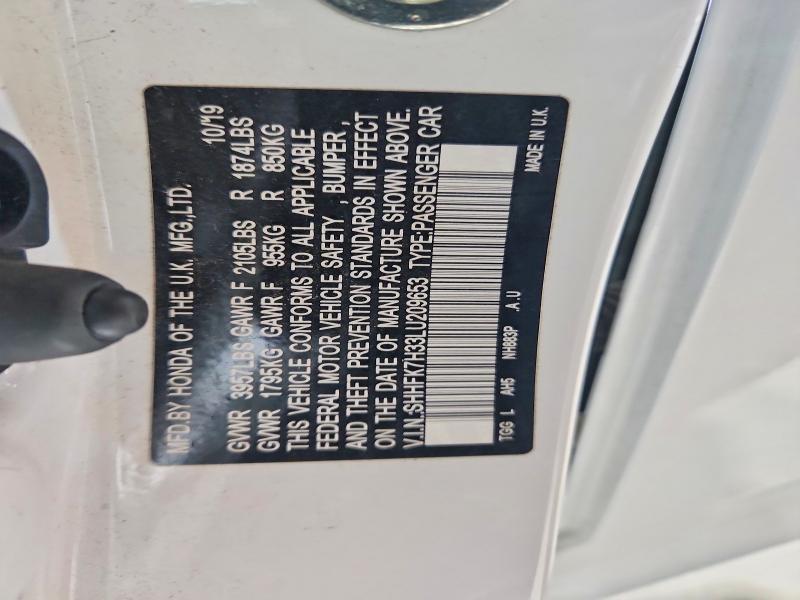 MFD.BY HONDA OF THE U.K. MFG.,LTD. 10/19
GVWR 3957LBS GAWR F 2105LBS R 1874LBS
GVWR 1795KG GAWR F 955KG R 850KG
THIS VEHICLE CONFORMS TO ALL APPLICABLE
FEDERAL MOTOR VEHICLE SAFETY , BUMPER ,
AND THEFT PREVENTION STANDARDS IN EFFECT
ON THE DATE OF MANUFACTURE SHOWN ABOVE.
V.I.N.:SHHFK7H33LU209653 TYPE:PASSENGER CAR
TGG L AH5 NH883P .A.U MADE IN U.K.